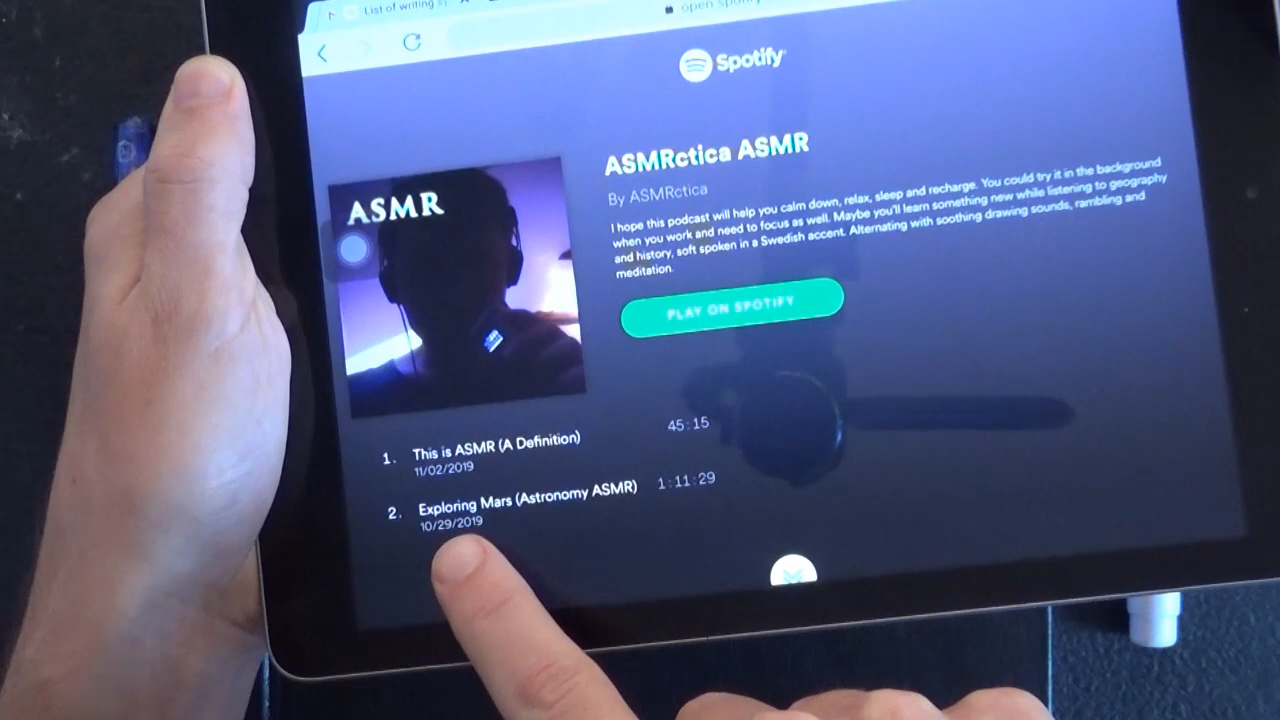 List of writing
open.spotify
Spotify
ASMRctica ASMR
By ASMRctica
I hope this podcast will help you calm down, relax, sleep and recharge. You could try it in the background
when you work and need to focus as well. Maybe you'll learn something new while listening to geography
and history, soft spoken in a Swedish accent. Alternating with soothing drawing sounds, rambling and
meditation.
PLAY ON SPOTIFY
ASMR
1. This is ASMR (A Definition) 45:15
11/02/2019
2. Exploring Mars (Astronomy ASMR) 1:11:29
10/29/2019